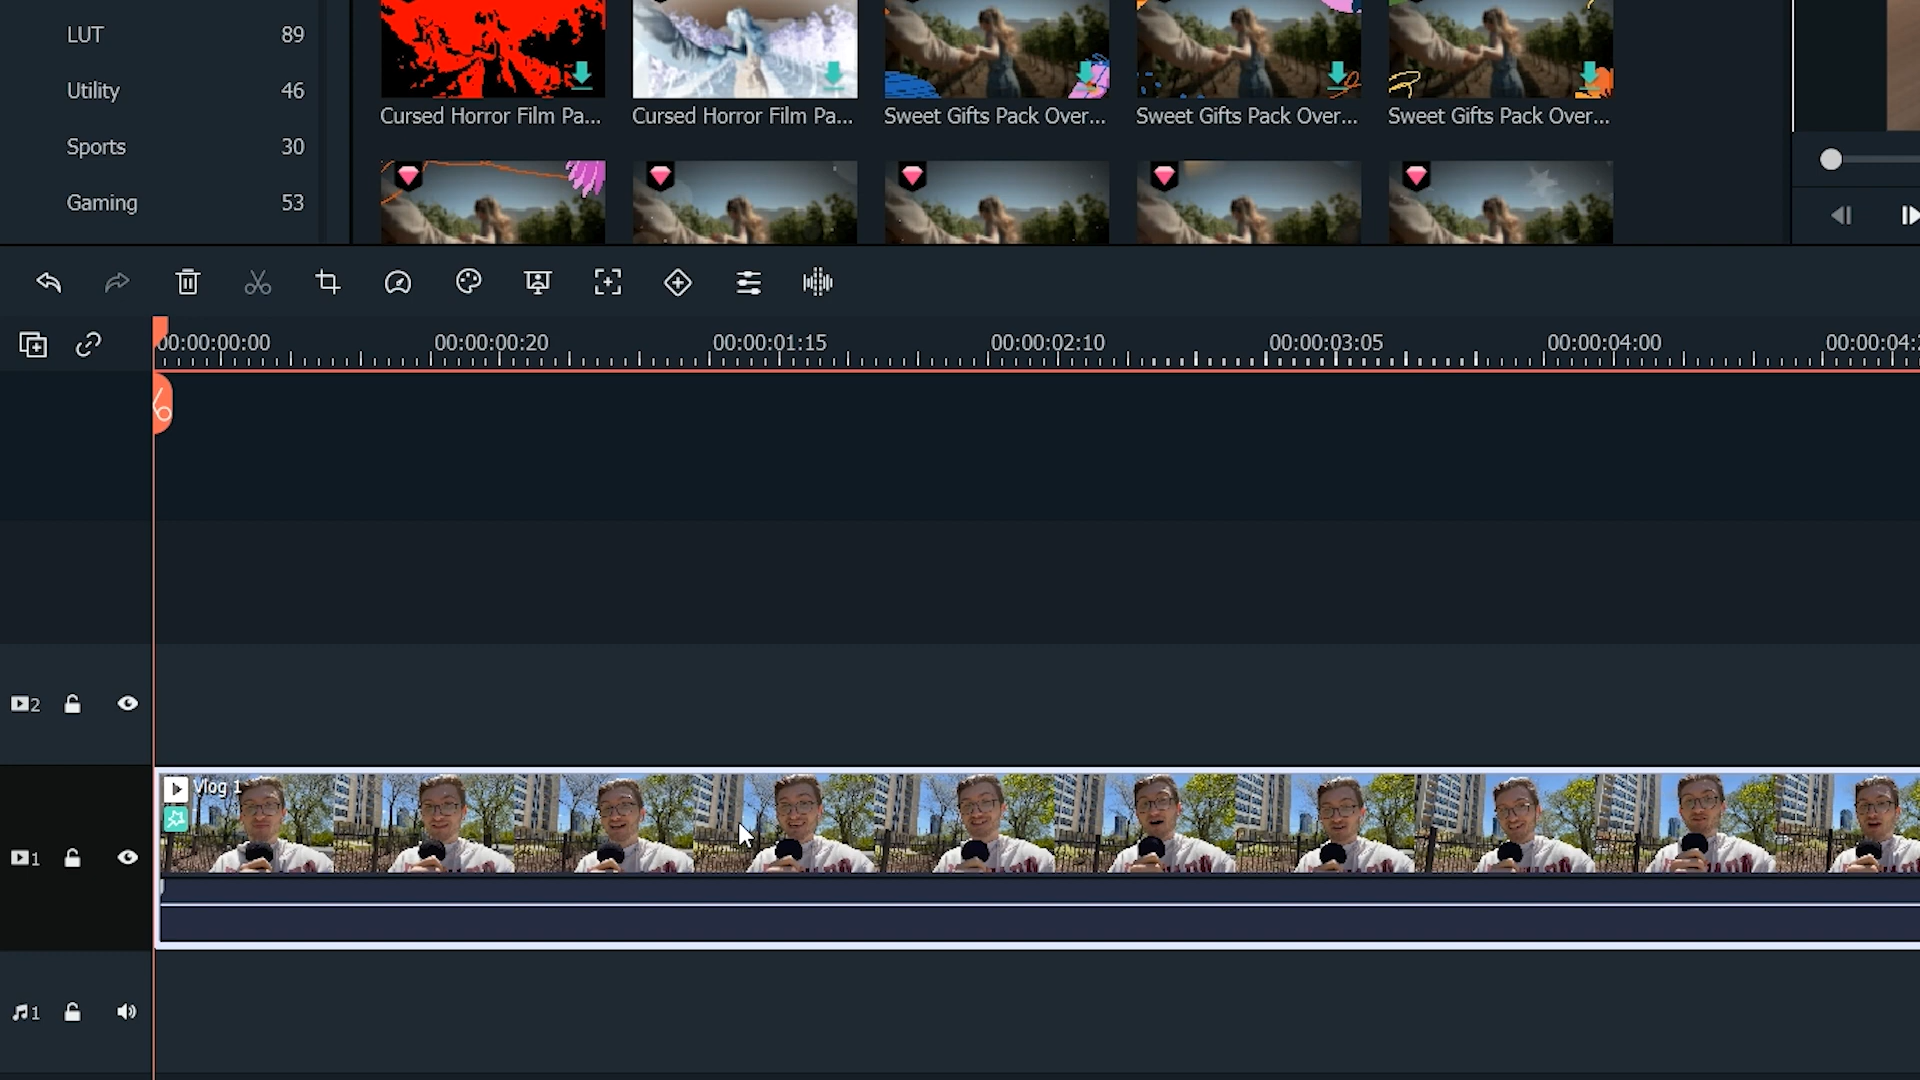 LUT 89
Utility 46
Sports 30
Gaming 53
Cursed Horror Film Pa... Cursed Horror Film Pa... Sweet Gifts Pack Over... Sweet Gifts Pack Over... Sweet Gifts Pack Over...
00:00:00:00 00:00:00:20 00:00:01:15 00:00:02:10 00:00:03:05 00:00:04:00 00:00:04:
2
Vlog 1
1
1